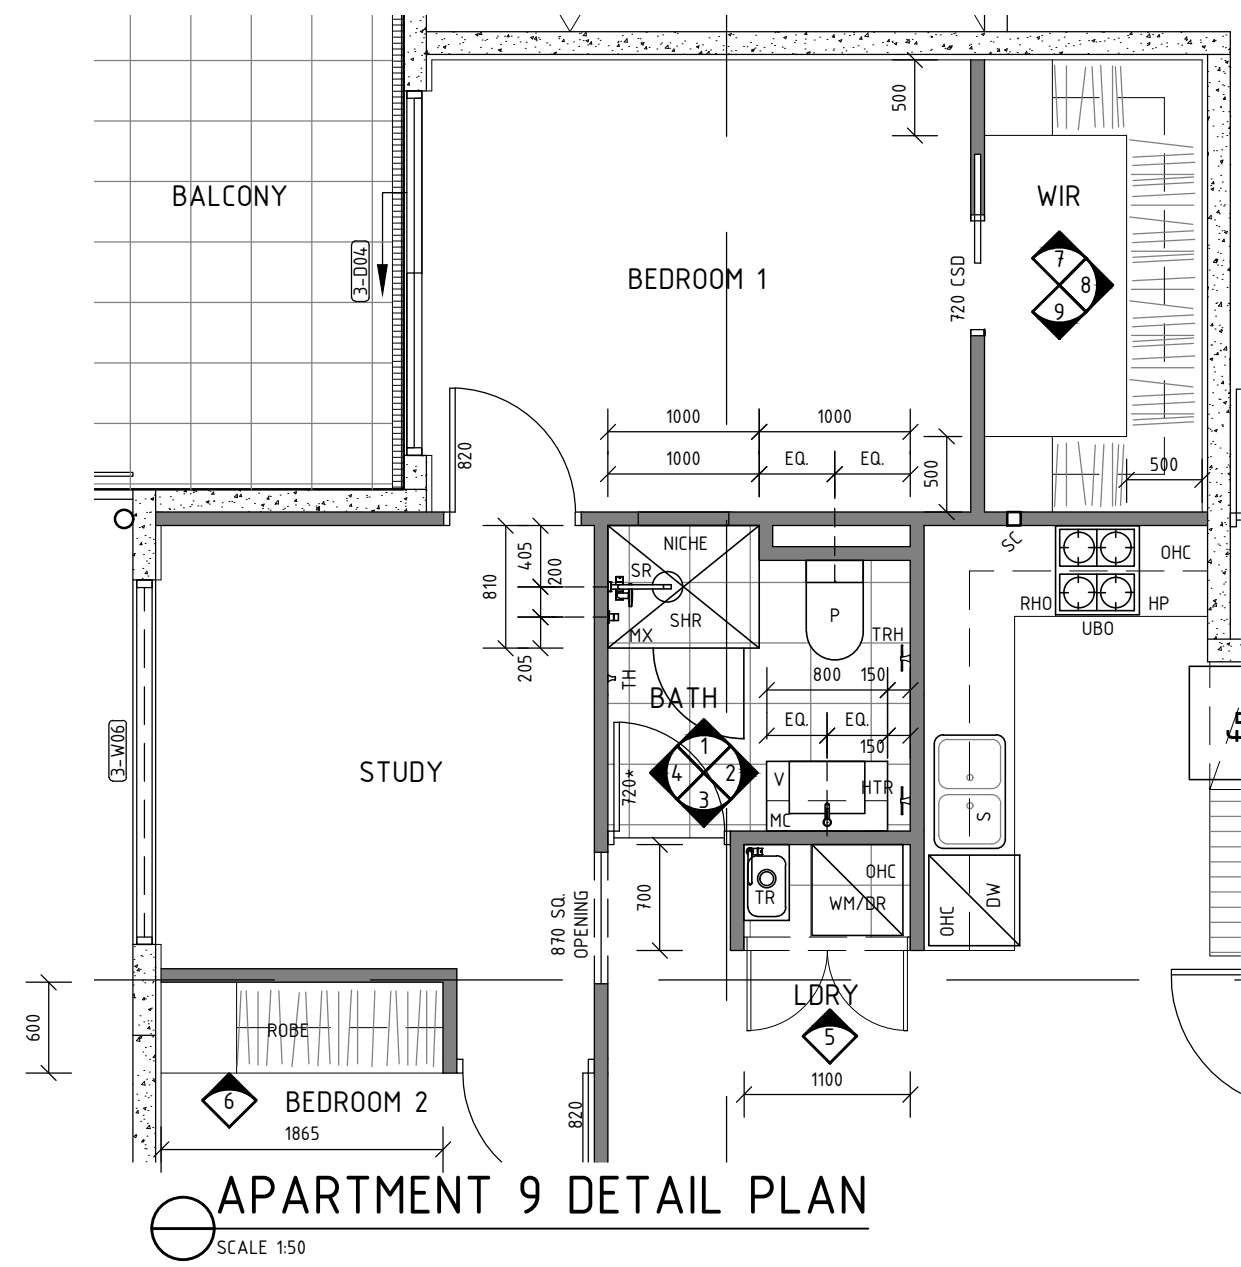 BALCONY
3-D04
BEDROOM 1
500
WIR
720 CSD
7
8
9
820
1000
1000
1000
EQ.
EQ.
500
500
810
405
200
205
NICHE
SR
SHR
MX
TH
P
TRH
SC
OHC
RHO
HP
UBO
BATH
800
150
EQ.
EQ.
150
1
2
3
4
720*
V
MC
HTR
S
3-W06
STUDY
870 SQ.
OPENING
700
TR
OHC
WM/DR
OHC
DW
LDRY
5
1100
600
ROBE
6
BEDROOM 2
1865
820
APARTMENT 9 DETAIL PLAN
SCALE 1:50